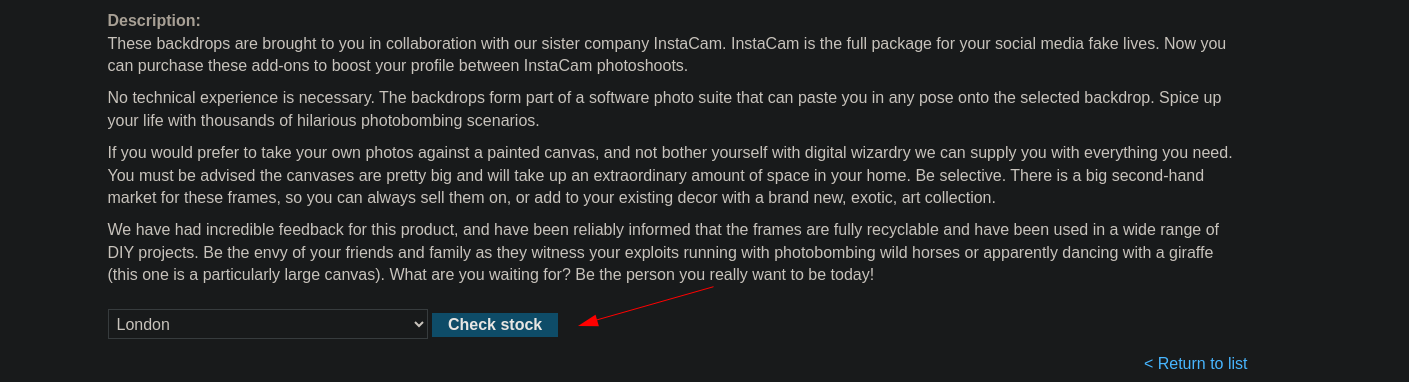 Description:
These backdrops are brought to you in collaboration with our sister company InstaCam. InstaCam is the full package for your social media fake lives. Now you
can purchase these add-ons to boost your profile between InstaCam photoshoots.
No technical experience is necessary. The backdrops form part of a software photo suite that can paste you in any pose onto the selected backdrop. Spice up
your life with thousands of hilarious photobombing scenarios.
If you would prefer to take your own photos against a painted canvas, and not bother yourself with digital wizardry we can supply you with everything you need.
You must be advised the canvases are pretty big and will take up an extraordinary amount of space in your home. Be selective. There is a big second-hand
market for these frames, so you can always sell them on, or add to your existing decor with a brand new, exotic, art collection.
We have had incredible feedback for this product, and have been reliably informed that the frames are fully recyclable and have been used in a wide range of
DIY projects. Be the envy of your friends and family as they witness your exploits running with photobombing wild horses or apparently dancing with a giraffe
(this one is a particularly large canvas). What are you waiting for? Be the person you really want to be today!
London Check stock
< Return to list